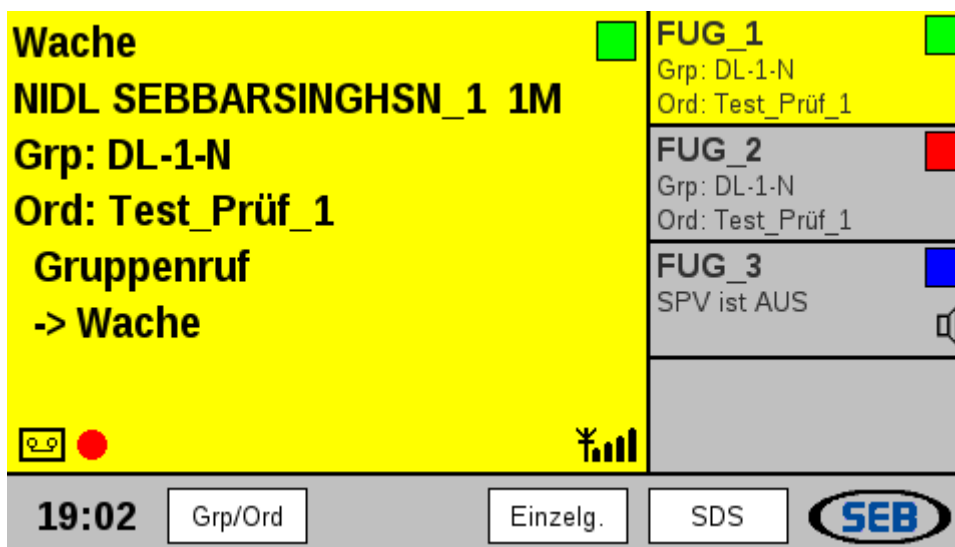 Wache
NIDL SEBBARSINGHSN_1 1M
Grp: DL-1-N
Ord: Test_Prüf_1
Gruppenruf
-> Wache
FUG_1
Grp: DL-1-N
Ord: Test_Prüf_1
FUG_2
Grp: DL-1-N
Ord: Test_Prüf_1
FUG_3
SPV ist AUS
19:02
Grp/Ord
Einzelg.
SDS
SEB